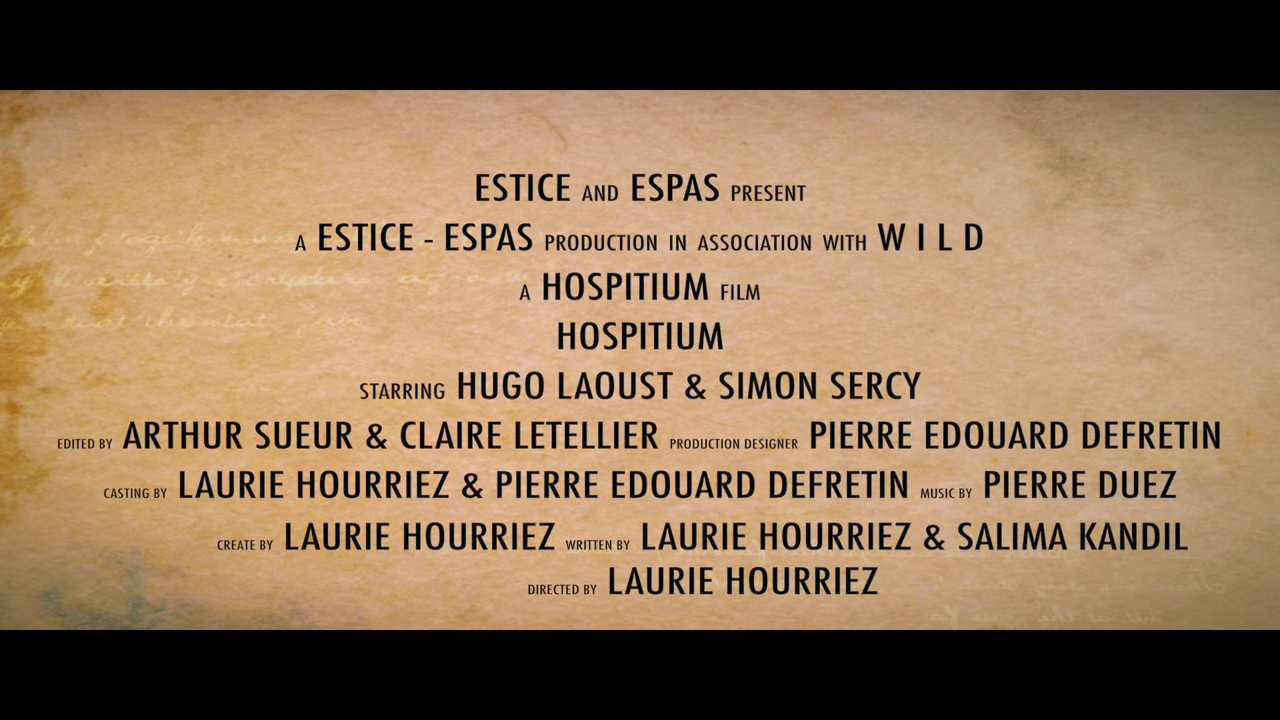 ESTICE AND ESPAS PRESENT
A ESTICE - ESPAS PRODUCTION IN ASSOCIATION WITH W I L D
A HOSPITIUM FILM
HOSPITIUM
STARRING HUGO LAOUST & SIMON SERCY
EDITED BY ARTHUR SUEUR & CLAIRE LETELLIER PRODUCTION DESIGNER PIERRE EDOUARD DEFRETIN
CASTING BY LAURIE HOURRIEZ & PIERRE EDOUARD DEFRETIN MUSIC BY PIERRE DUEZ
CREATE BY LAURIE HOURRIEZ WRITTEN BY LAURIE HOURRIEZ & SALIMA KANDIL
DIRECTED BY LAURIE HOURRIEZ